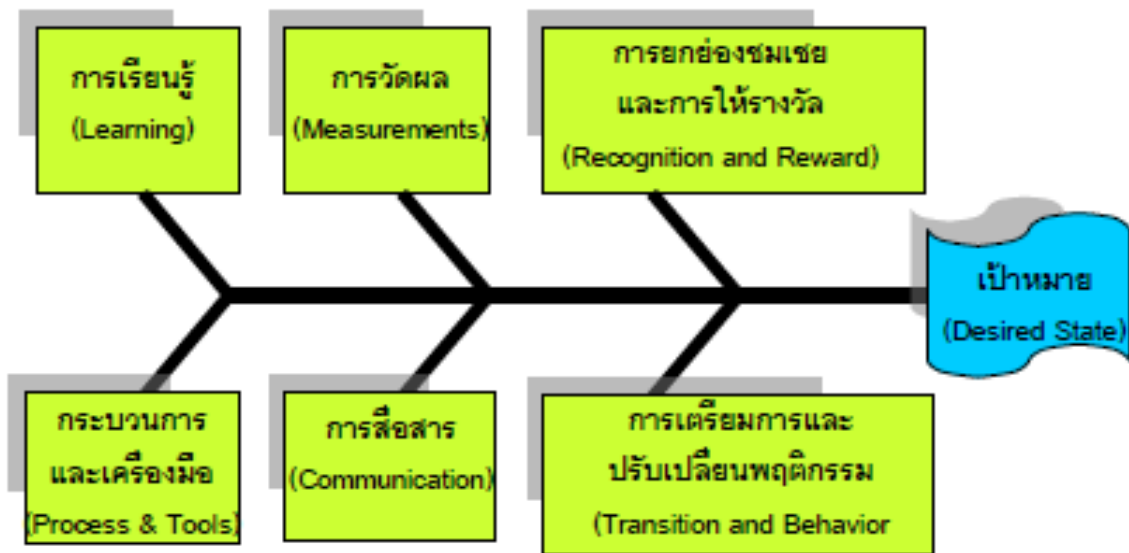 การเรียนรู้
(Learning)
การวัดผล
(Measurements)
การยกย่องชมเชย
และการให้รางวัล
(Recognition and Reward)
เป้าหมาย
(Desired State)
กระบวนการ
และเครื่องมือ
(Process & Tools)
การสื่อสาร
(Communication)
การเตรียมการและ
ปรับเปลี่ยนพฤติกรรม
(Transition and Behavior